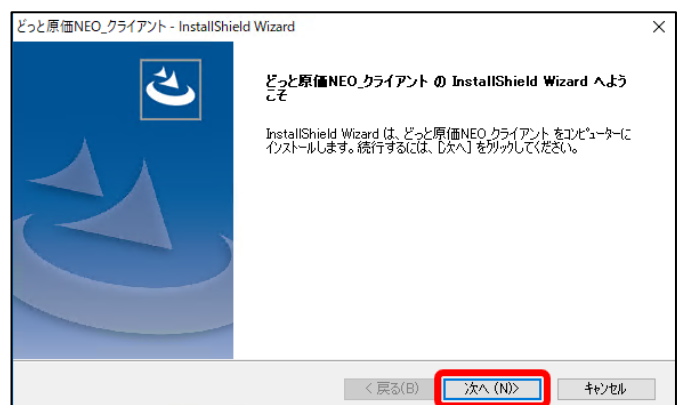 どっと原価NEO_クライアント - InstallShield Wizard
どっと原価NEO_クライアント の InstallShield Wizard へよう
こそ
InstallShield Wizard は、どっと原価NEO_クライアント をコンピューターに
インストールします。続行するには、[次へ] をクリックしてください。
< 戻る(B)
次へ (N)>
キャンセル